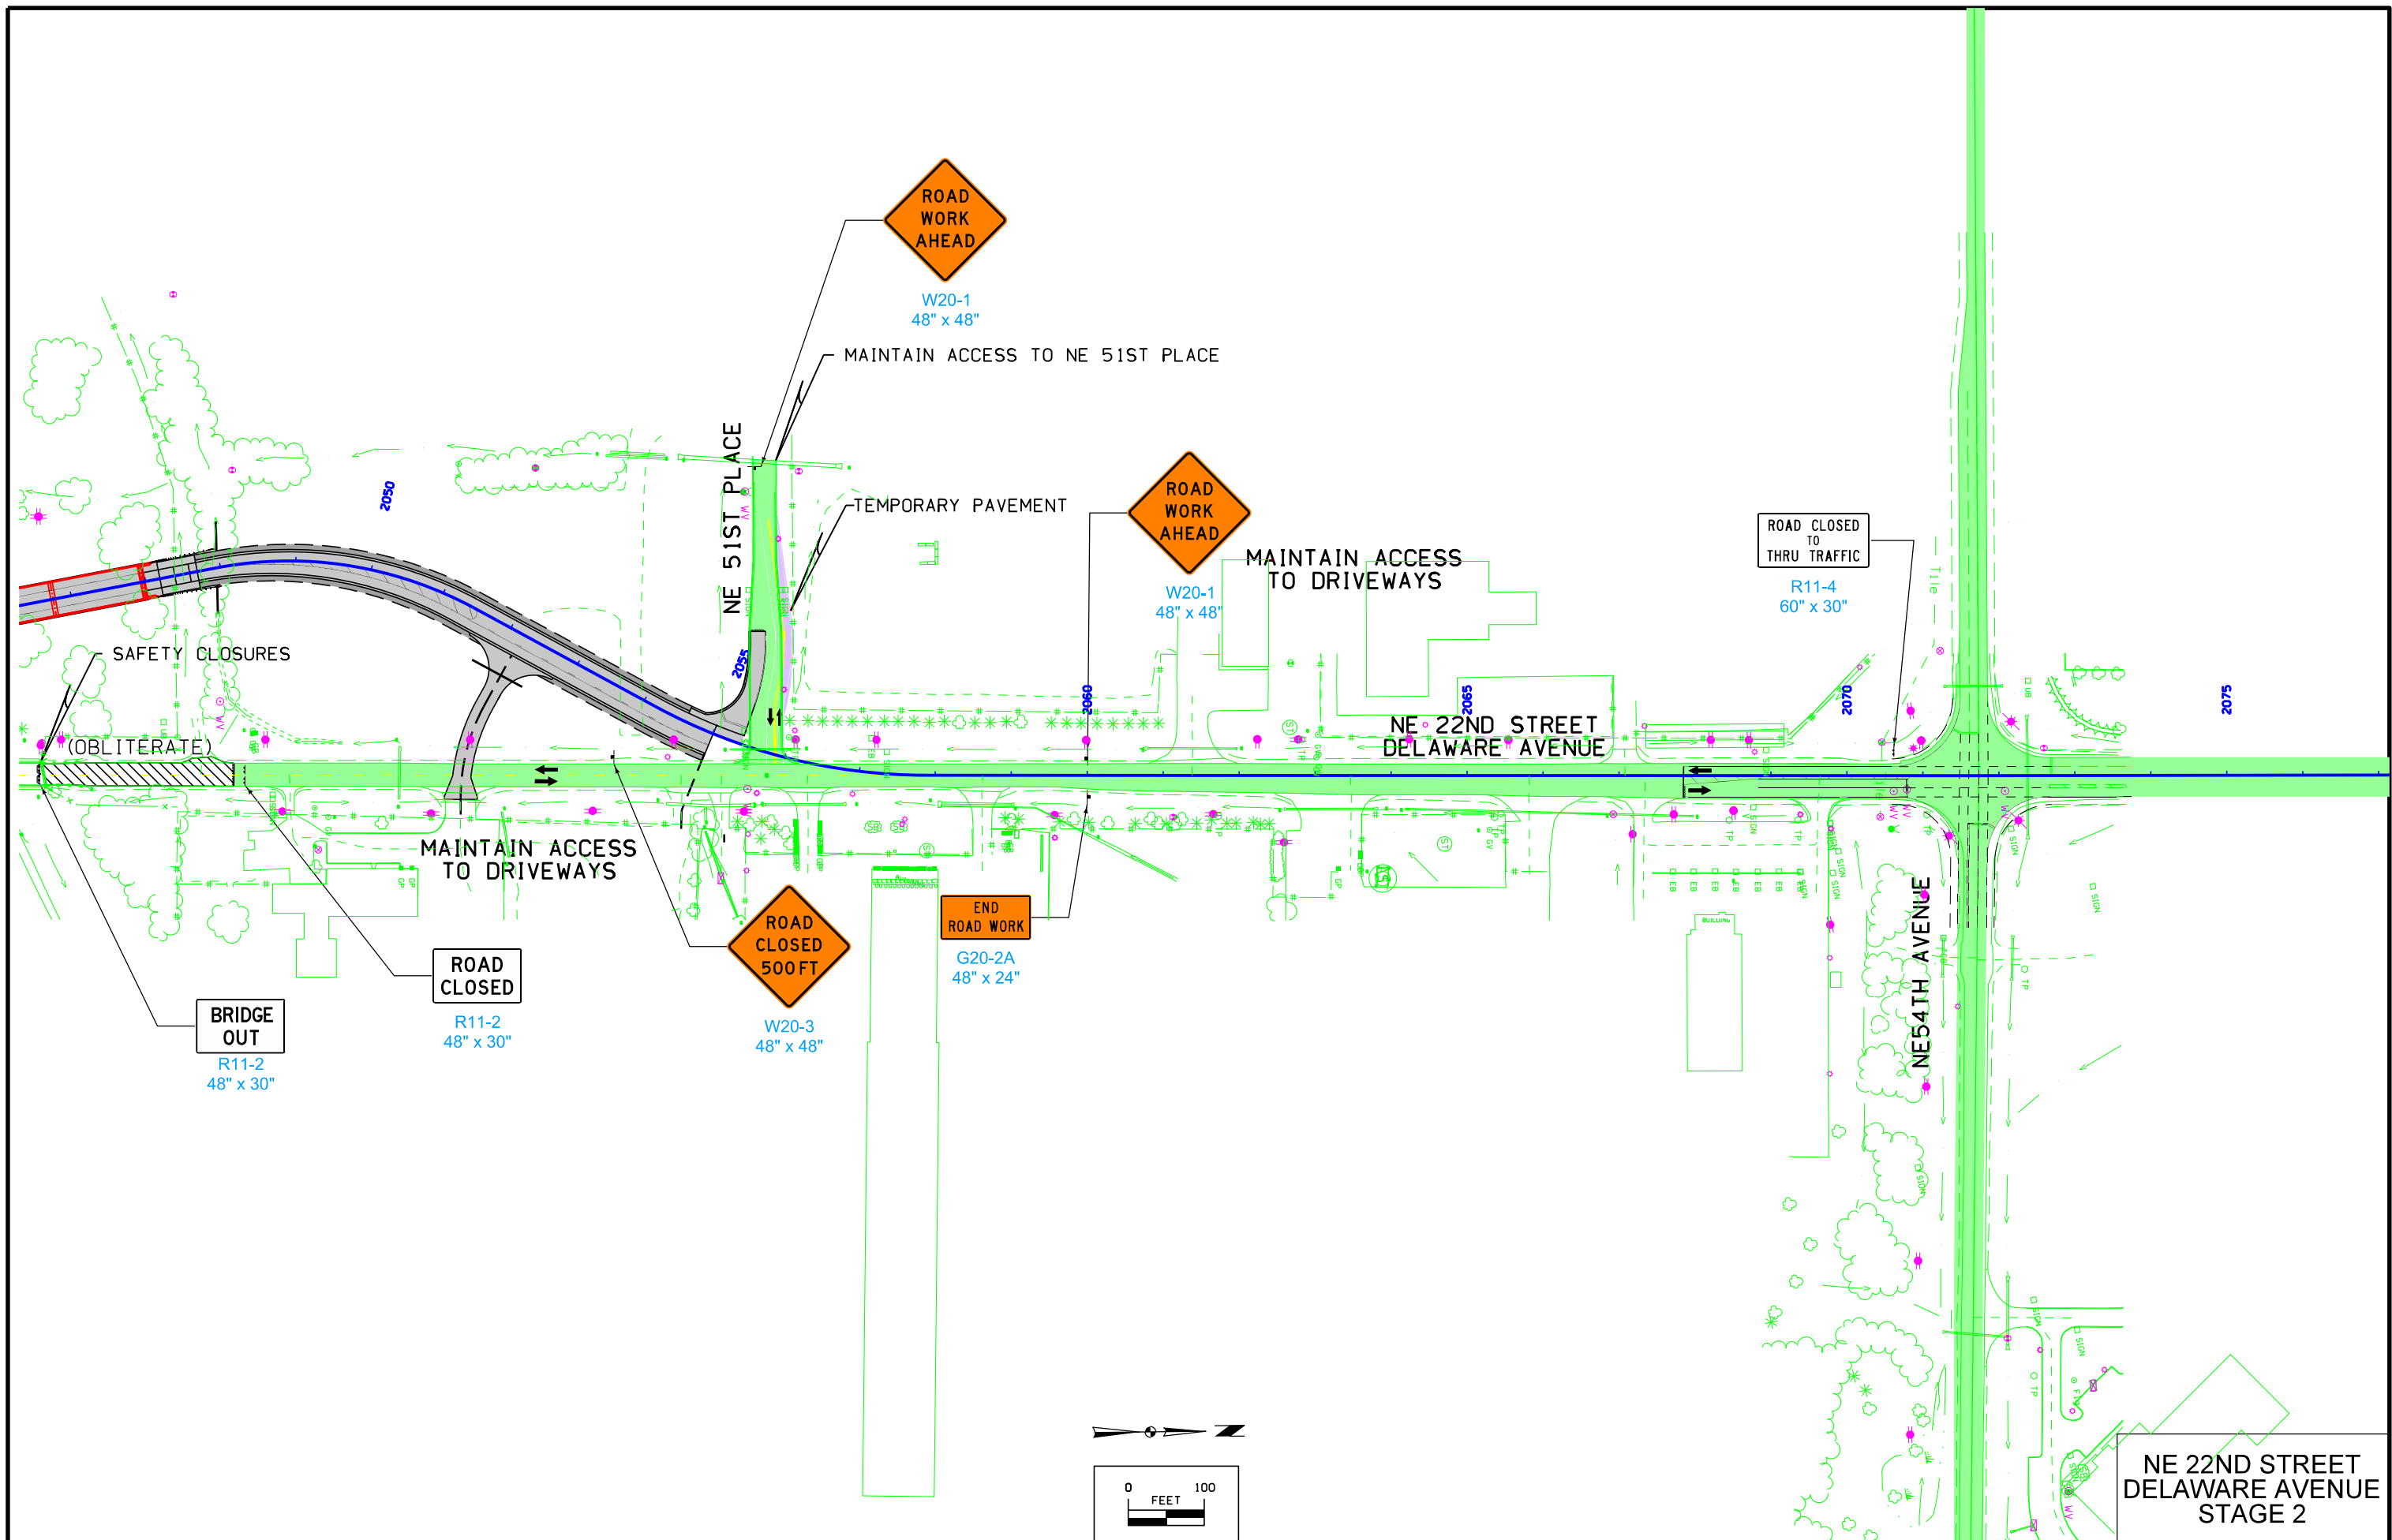 ROAD
WORK
AHEAD
W20-1
48" x 48"
MAINTAIN ACCESS TO NE 51ST PLACE
NE 51ST PLACE
TEMPORARY PAVEMENT
ROAD
WORK
AHEAD
W20-1
48" x 48"
MAINTAIN ACCESS
TO DRIVEWAYS
ROAD CLOSED
TO
THRU TRAFFIC
R11-4
60" x 30"
Tile
2050
2055
2060
2065
2070
2075
SAFETY CLOSURES
(OBLITERATE)
NE 22ND STREET
DELAWARE AVENUE
MAINTAIN ACCESS
TO DRIVEWAYS
NE54TH AVENUE
BUILDING
ROAD
CLOSED
500 FT
W20-3
48" x 48"
END
ROAD WORK
G20-2A
48" x 24"
ROAD
CLOSED
R11-2
48" x 30"
BRIDGE
OUT
R11-2
48" x 30"
0 100
FEET
NE 22ND STREET
DELAWARE AVENUE
STAGE 2